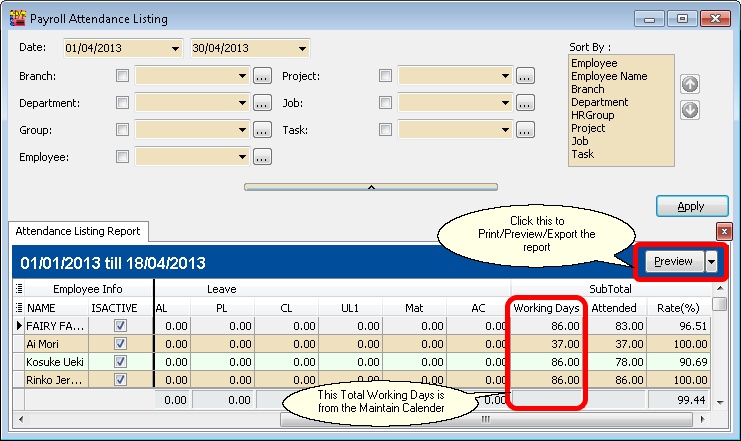 Payroll Attendance Listing
Date: 01/04/2013 30/04/2013 Sort By :
Branch: ... Project: ...
Department: ... Job: ...
Group: ... Task: ...
Employee: ...
Employee
Employee Name
Branch
Department
HRGroup
Project
Job
Task
Apply
Click this to
Print/Preview/Export the
report
Attendance Listing Report
01/01/2013 till 18/04/2013 Preview
Employee Info Leave SubTotal
NAME ISACTIVE AL PL CL UL1 Mat AC Working Days Attended Rate(%)
FAIRY FA... 0.00 0.00 0.00 0.00 0.00 0.00 86.00 83.00 96.51
Ai Mori 0.00 0.00 0.00 0.00 0.00 0.00 37.00 37.00 100.00
Kosuke Ueki 0.00 0.00 0.00 0.00 0.00 0.00 86.00 78.00 90.69
Rinko Jer... 0.00 0.00 0.00 0.00 0.00 0.00 86.00 86.00 100.00
0.00 0.00 0.00 99.44
This Total Working Days is
from the Maintain Calender